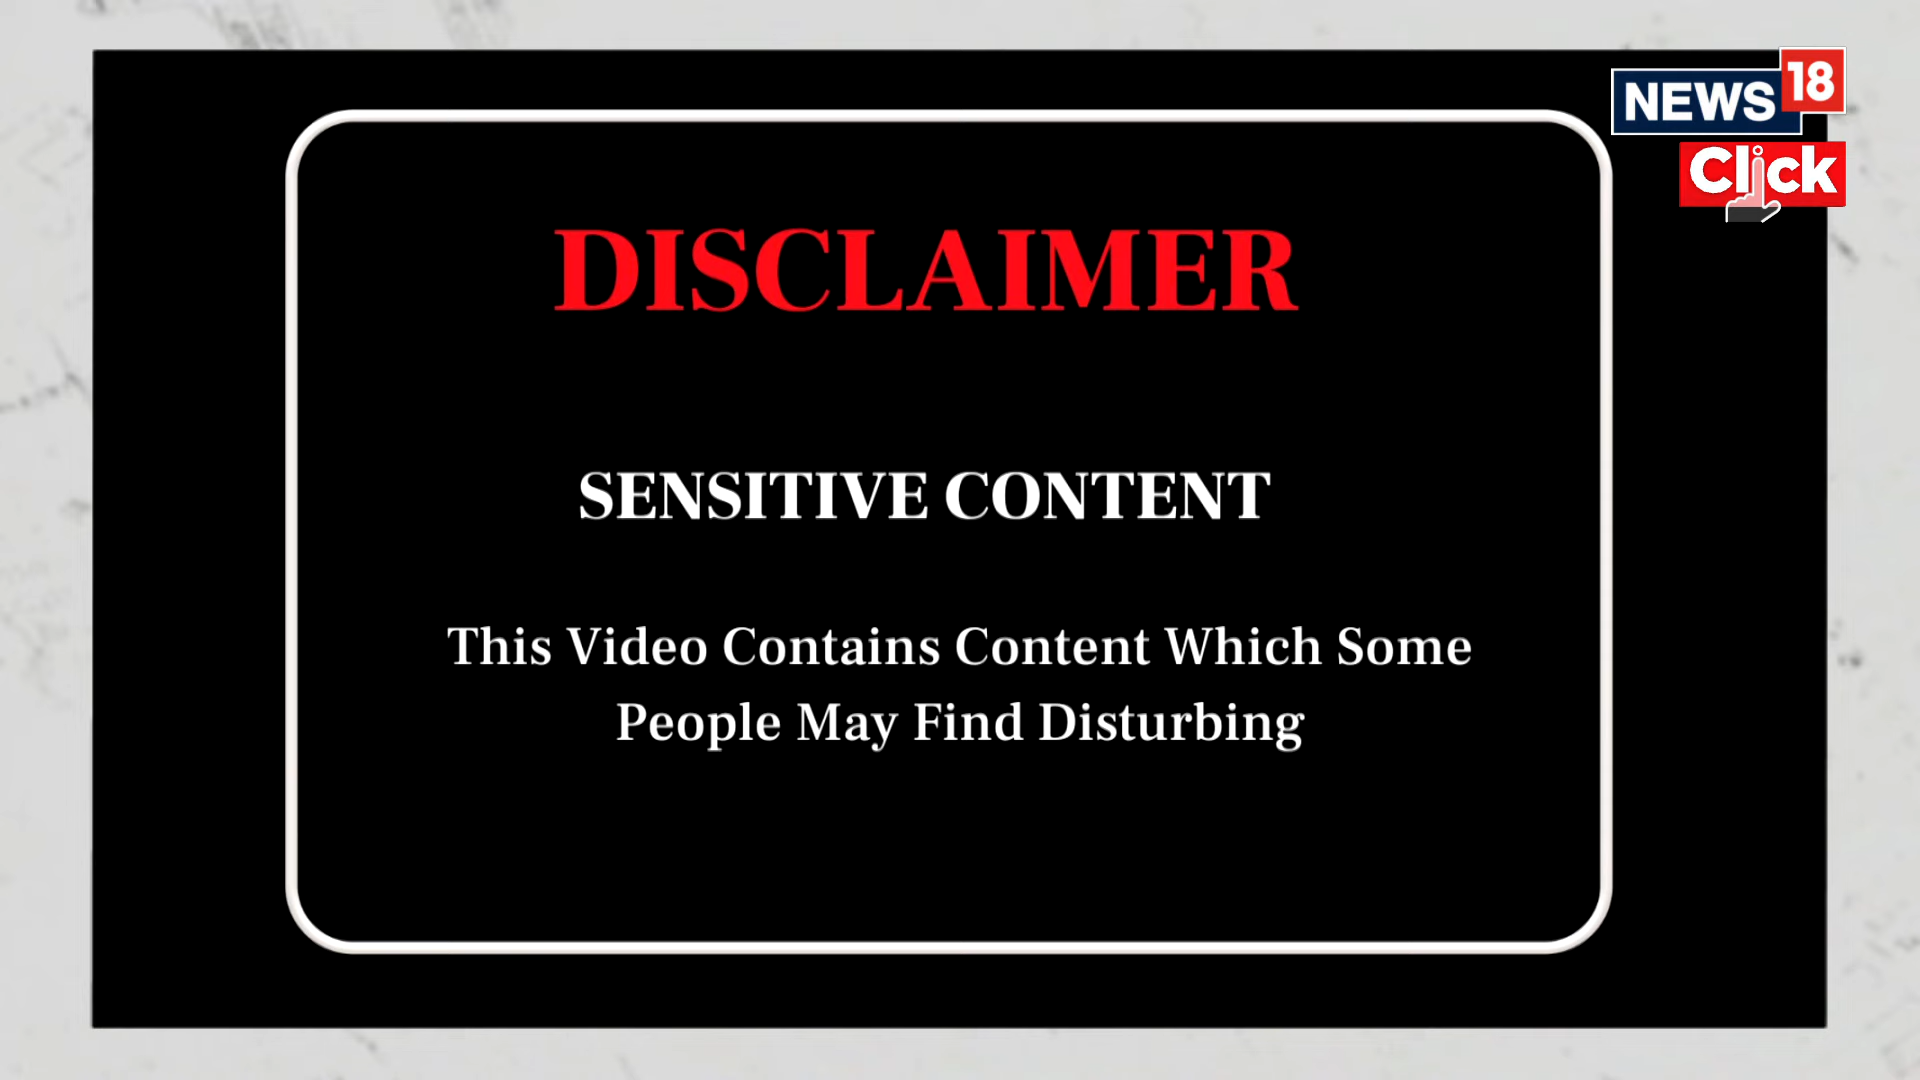 NEWS 18
Click
DISCLAIMER
SENSITIVE CONTENT
This Video Contains Content Which Some
People May Find Disturbing